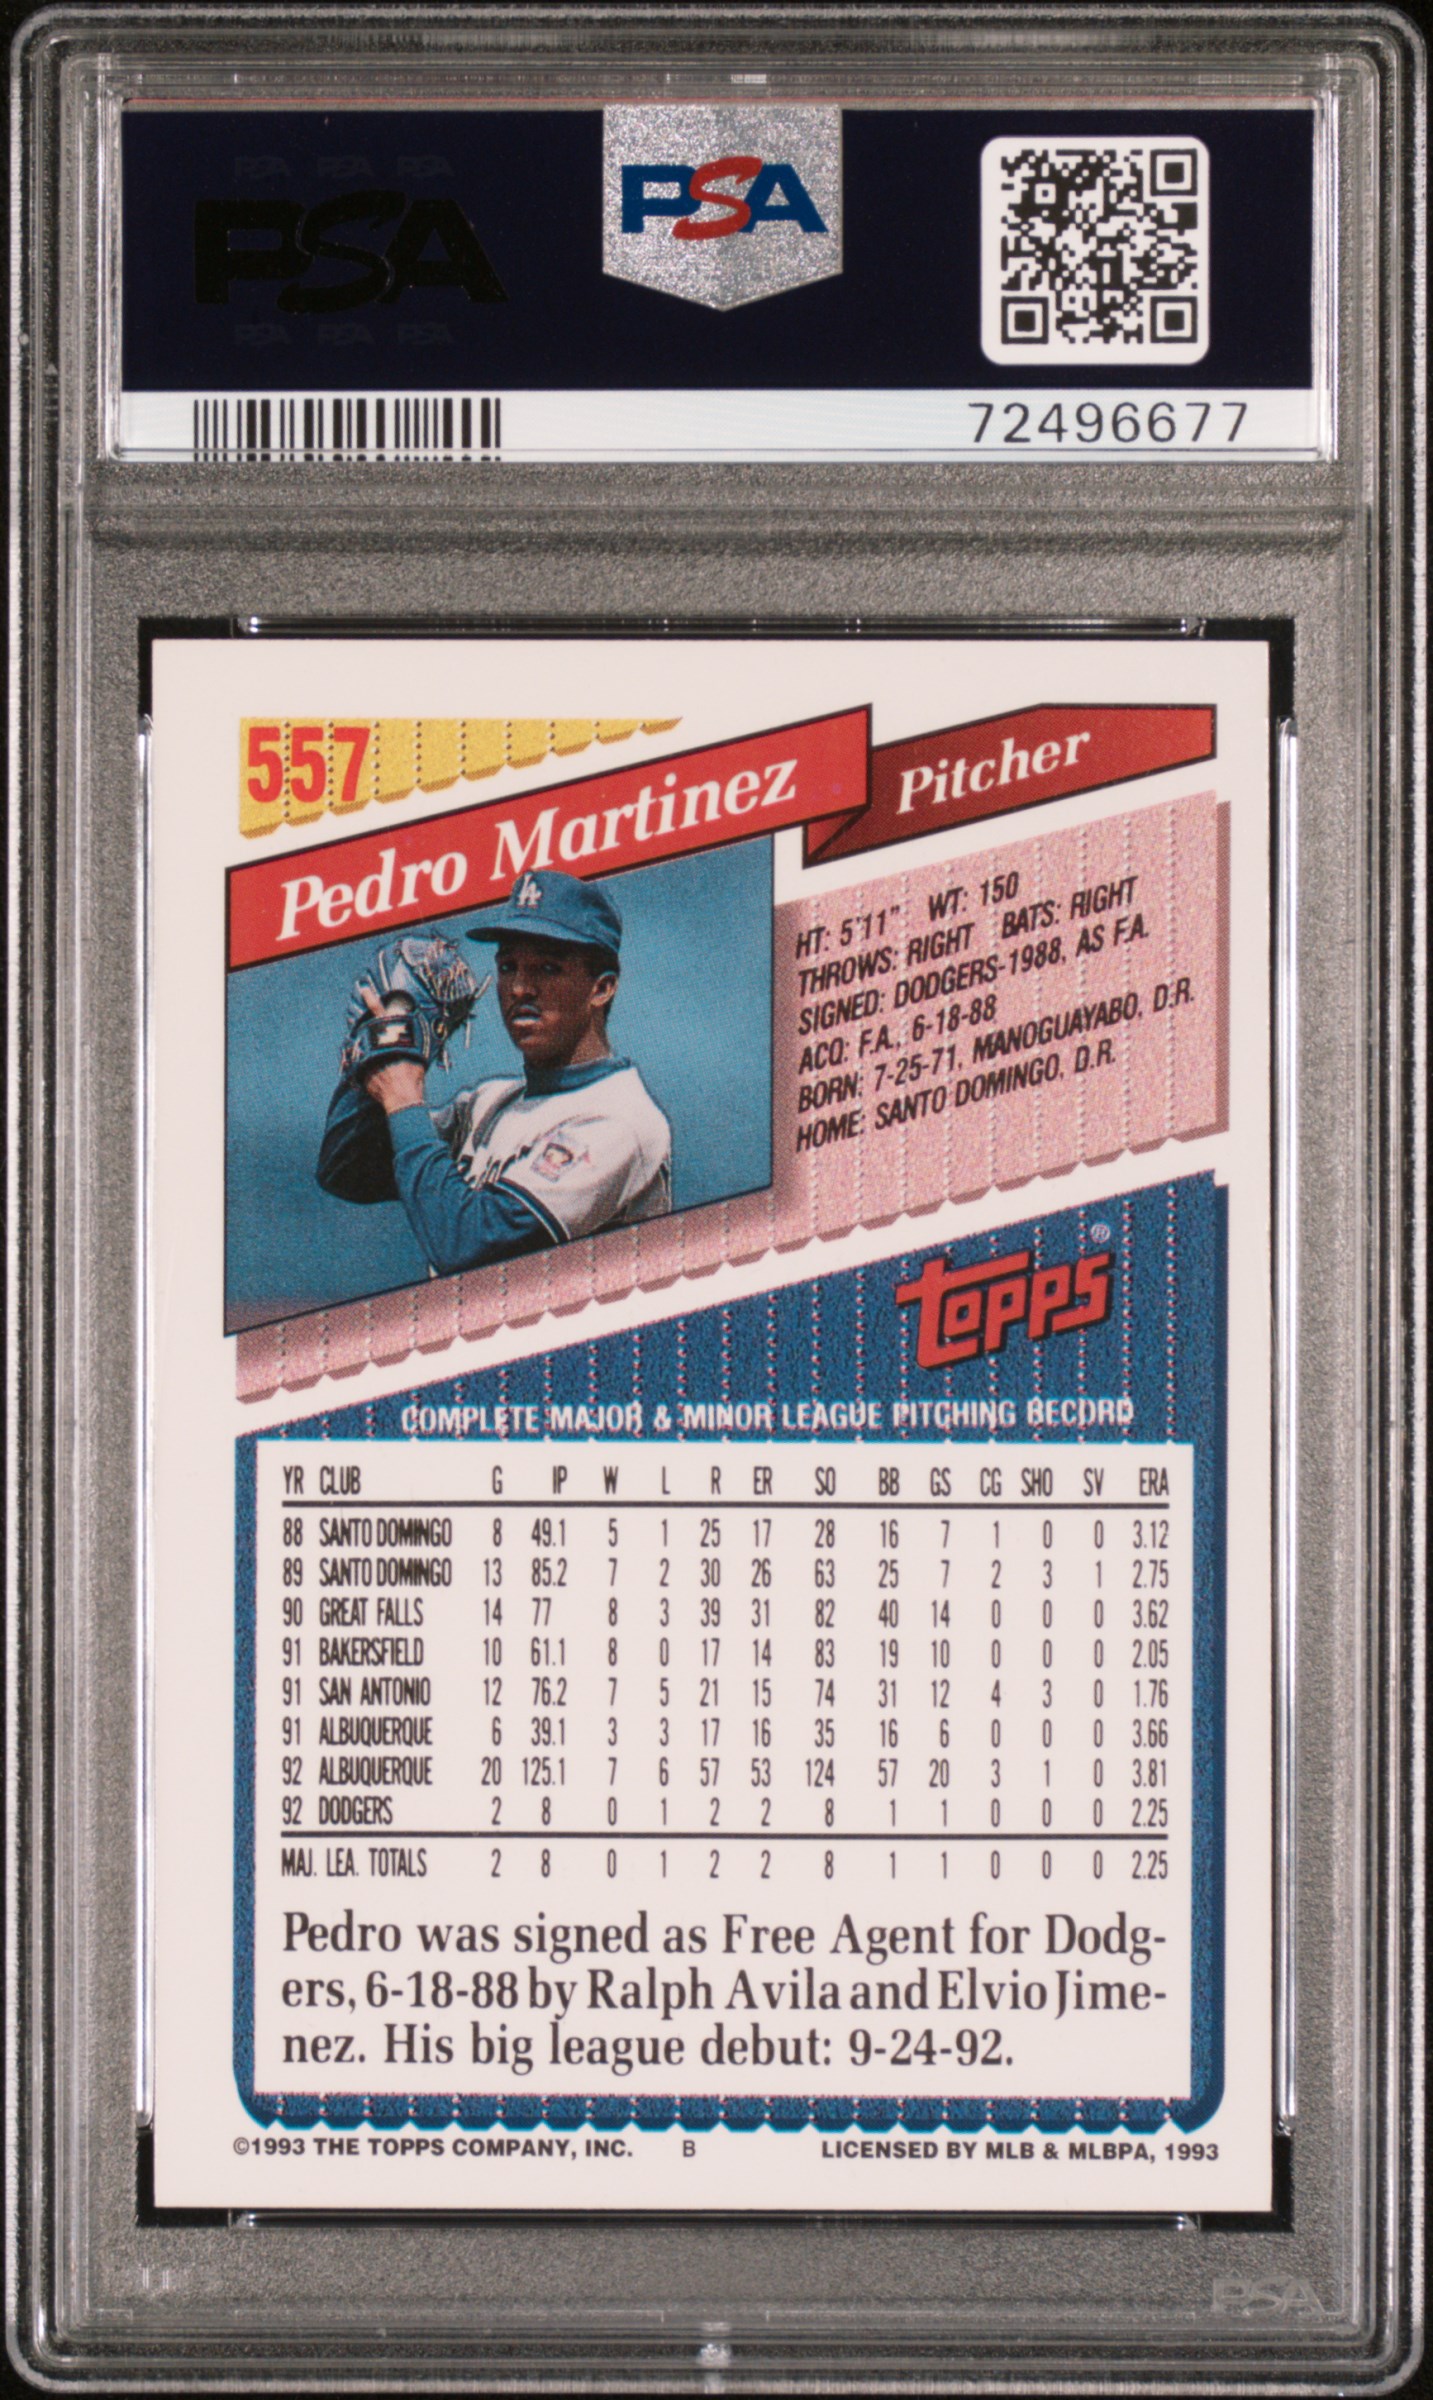 PSA PSA PSA
PSA
PSA PSA PSA
PSA
72496677
557
Pedro Martinez
Pitcher
HT: 5'11" WT: 150
THROWS: RIGHT BATS: RIGHT
SIGNED: DODGERS-1988, AS F.A.
ACQ: F.A., 6-18-88
BORN: 7-25-71, MANOGUAYABO, D.R.
HOME: SANTO DOMINGO, D.R.
LA
Topps®
COMPLETE MAJOR & MINOR LEAGUE PITCHING RECORD
YR CLUB G IP W L R ER SO BB GS CG SHO SV ERA
88 SANTO DOMINGO 8 49.1 5 1 25 17 28 16 7 1 0 0 3.12
89 SANTO DOMINGO 13 85.2 7 2 30 26 63 25 7 2 3 1 2.75
90 GREAT FALLS 14 77 8 3 39 31 82 40 14 0 0 0 3.62
91 BAKERSFIELD 10 61.1 8 0 17 14 83 19 10 0 0 0 2.05
91 SAN ANTONIO 12 76.2 7 5 21 15 74 31 12 4 3 0 1.76
91 ALBUQUERQUE 6 39.1 3 3 17 16 35 16 6 0 0 0 3.66
92 ALBUQUERQUE 20 125.1 7 6 57 53 124 57 20 3 1 0 3.81
92 DODGERS 2 8 0 1 2 2 8 1 1 0 0 0 2.25
MAJ. LEA. TOTALS 2 8 0 1 2 2 8 1 1 0 0 0 2.25
Pedro was signed as Free Agent for Dodg-
ers, 6-18-88 by Ralph Avila and Elvio Jime-
nez. His big league debut: 9-24-92.
©1993 THE TOPPS COMPANY, INC. B LICENSED BY MLB & MLBPA, 1993
PSA